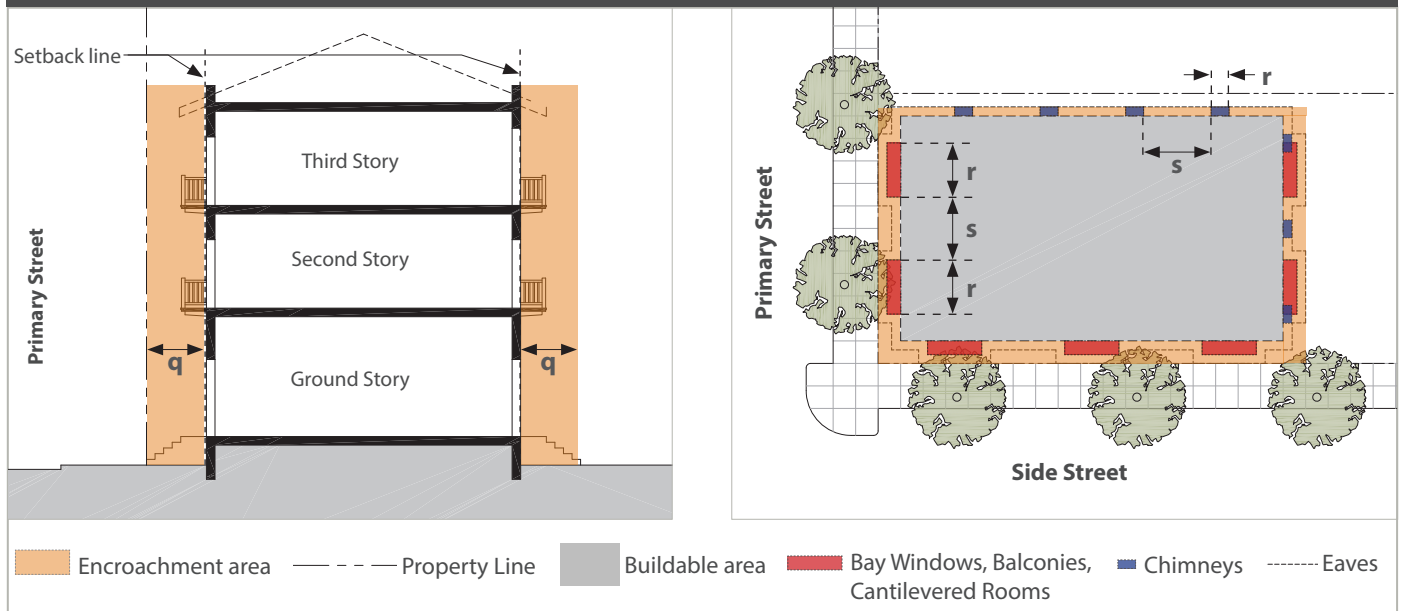 Setback line
Third Story
Second Story
Ground Story
Primary Street
q
q
r
s
r
s
r
Primary Street
Side Street
Encroachment area
Property Line
Buildable area
Bay Windows, Balconies,
Cantilevered Rooms
Chimneys
Eaves